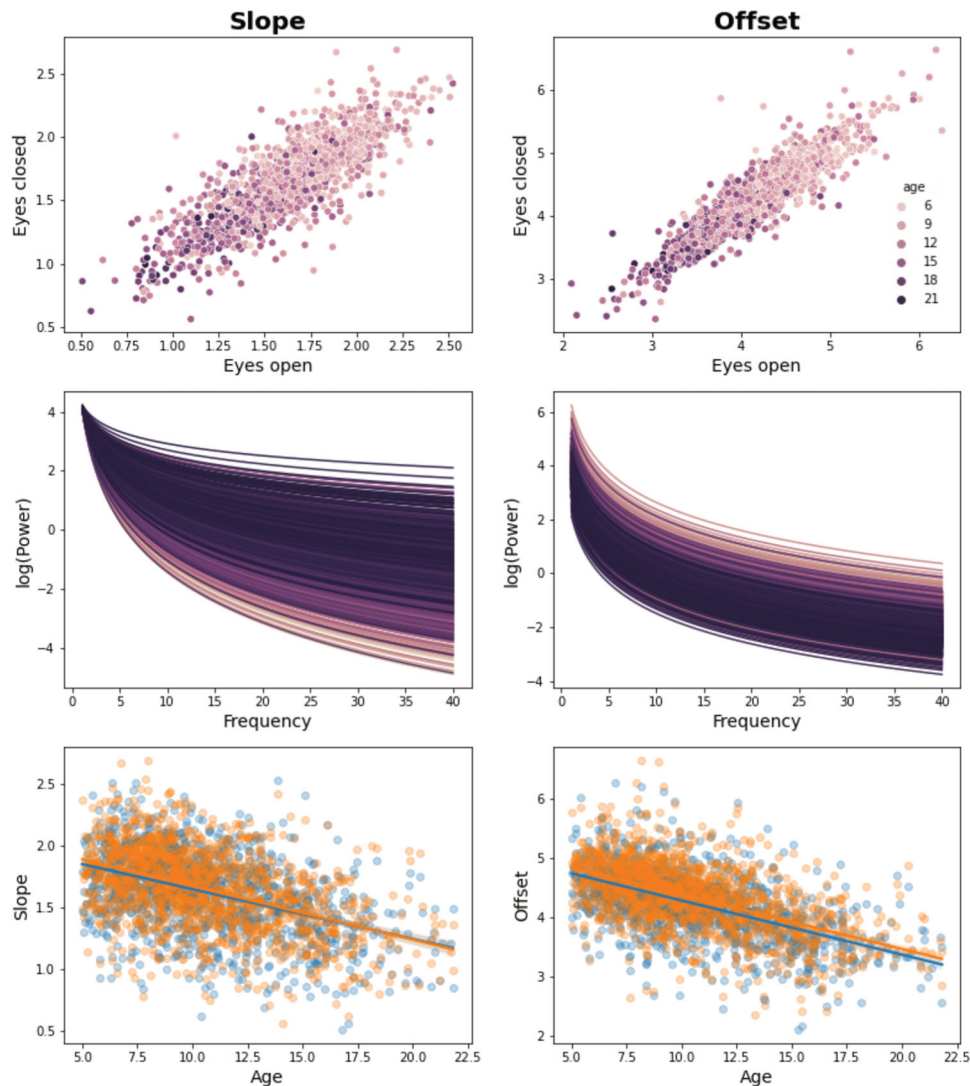 Slope
Offset
2.5
2.0
1.5
1.0
0.5
Eyes closed
0.50 0.75 1.00 1.25 1.50 1.75 2.00 2.25 2.50
Eyes open
6
5
4
3
Eyes closed
age
6
9
12
15
18
21
2 3 4 5 6
Eyes open
4
2
0
−2
−4
log(Power)
0 5 10 15 20 25 30 35 40
Frequency
6
4
2
0
−2
−4
log(Power)
0 5 10 15 20 25 30 35 40
Frequency
2.5
2.0
1.5
1.0
0.5
Slope
5.0 7.5 10.0 12.5 15.0 17.5 20.0 22.5
Age
6
5
4
3
2
Offset
5.0 7.5 10.0 12.5 15.0 17.5 20.0 22.5
Age